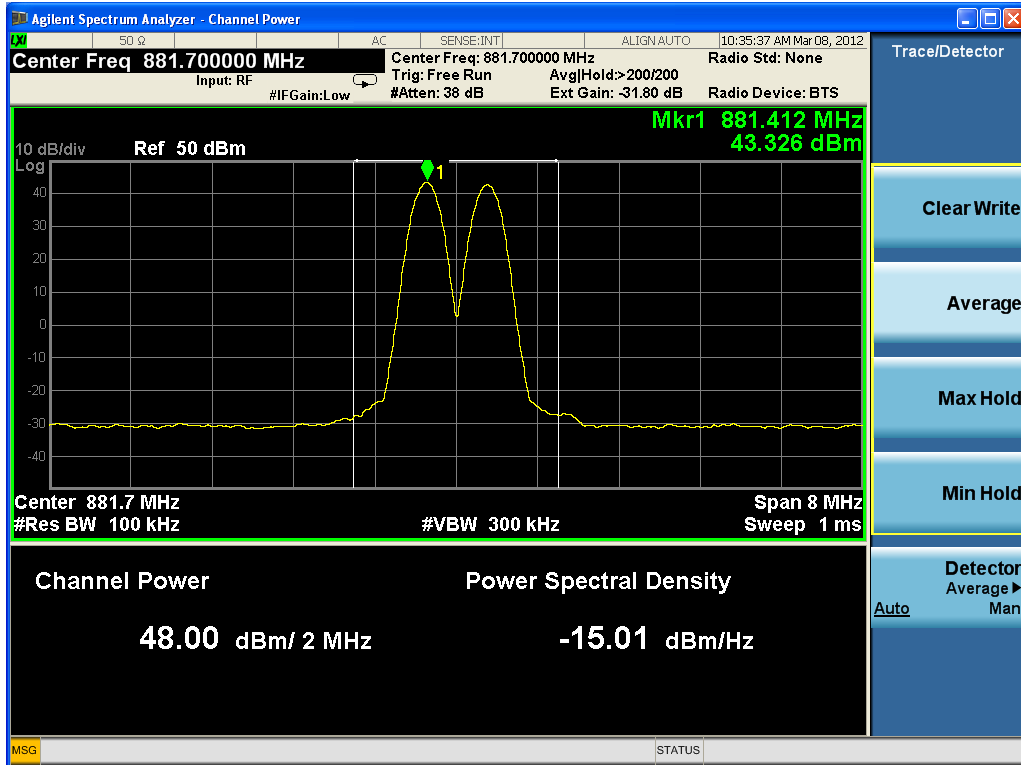 Agilent Spectrum Analyzer - Channel Power
LXI 50 Ω AC SENSE:INT ALIGN AUTO 10:35:37 AM Mar 08, 2012
Center Freq 881.700000 MHz
Input: RF
#IFGain:Low
Center Freq: 881.700000 MHz
Trig: Free Run
#Atten: 38 dB
Avg|Hold:>200/200
Ext Gain: -31.80 dB
Radio Std: None
Radio Device: BTS
Trace/Detector
Mkr1 881.412 MHz
43.326 dBm
10 dB/div
Log
Ref 50 dBm
1
40
30
20
10
0
-10
-20
-30
-40
Center 881.7 MHz
#Res BW 100 kHz
#VBW 300 kHz
Span 8 MHz
Sweep 1 ms
Channel Power
48.00 dBm/ 2 MHz
Power Spectral Density
-15.01 dBm/Hz
Clear Write
Average
Max Hold
Min Hold
Detector
Average
Auto Man
MSG
STATUS